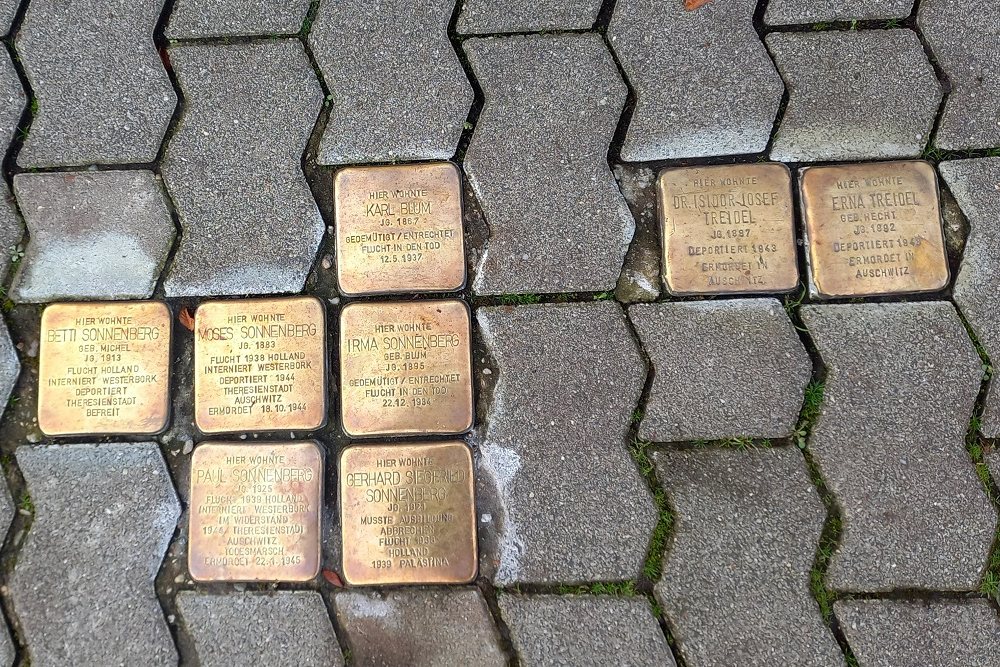 HIER WOHNTE
KARL BLUM
JG. 1867
GEDEMÜTIGT/ENTRECHTET
FLUCHT IN DEN TOD
12.5.1937
HIER WOHNTE
DR. ISIDOR JOSEF
TREIDEL
JG. 1887
DEPORTIERT 1943
ERMORDET IN
AUSCHWITZ
HIER WOHNTE
ERNA TREIDEL
GEB. HECHT
JG. 1892
DEPORTIERT 1943
ERMORDET IN
AUSCHWITZ
HIER WOHNTE
BETTI SONNENBERG
GEB. MICHEL
JG. 1913
FLUCHT HOLLAND
INTERNIERT WESTERBORK
DEPORTIERT
THERESIENSTADT
BEFREIT
HIER WOHNTE
MOSES SONNENBERG
JG. 1883
FLUCHT 1938 HOLLAND
INTERNIERT WESTERBORK
DEPORTIERT 1944
THERESIENSTADT
AUSCHWITZ
ERMORDET 18.10.1944
HIER WOHNTE
IRMA SONNENBERG
GEB. BLUM
JG. 1895
GEDEMÜTIGT/ENTRECHTET
FLUCHT IN DEN TOD
22.12.1934
HIER WOHNTE
PAUL SONNENBERG
JG. 1925
FLUCHT 1938 HOLLAND
INTERNIERT WESTERBORK
IM WIDERSTAND
THERESIENSTADT
AUSCHWITZ
TODESMARSCH
ERMORDET 22.1.1945
HIER WOHNTE
GERHARD SIEGFRIED
SONNENBERG
JG. 1921
MUSSTE AUSBILDUNG
ABBRECHEN
FLUCHT 1938
HOLLAND
1939 PALÄSTINA